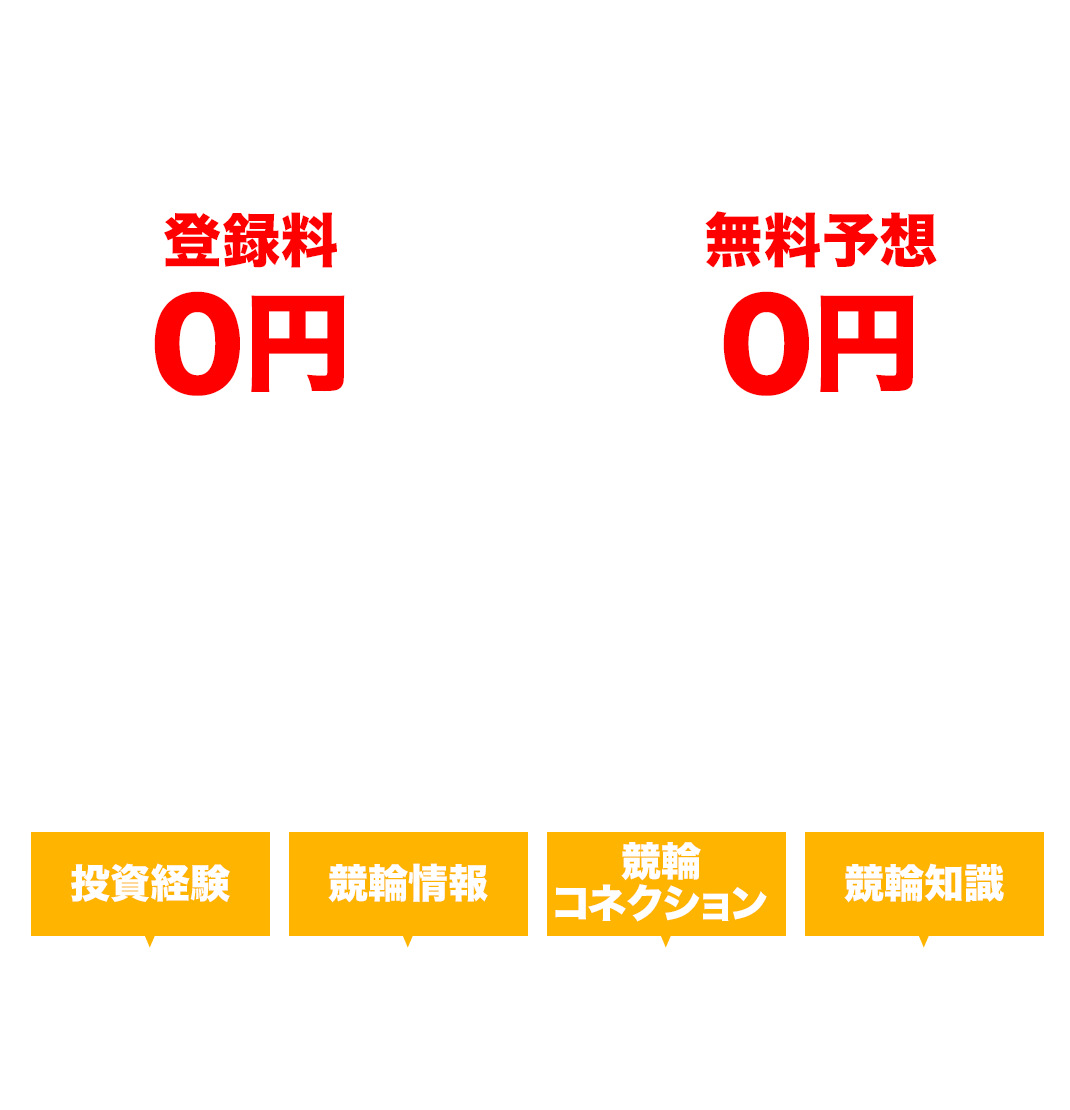 登録料
無料予想
0円
0円
投資経験
競輪情報
競輪
コネクション
競輪知識